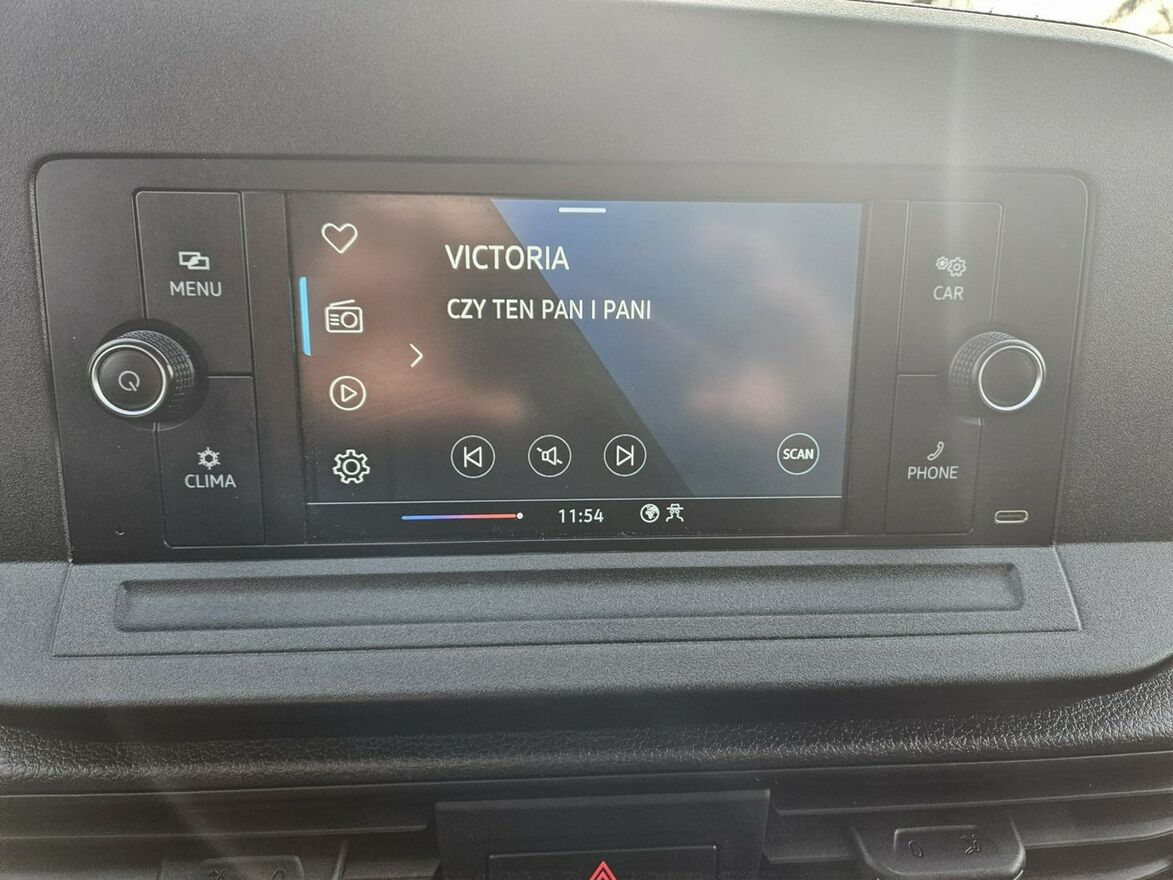 MENU
CLIMA
VICTORIA
CZY TEN PAN I PANI
SCAN
11:54
CAR
PHONE